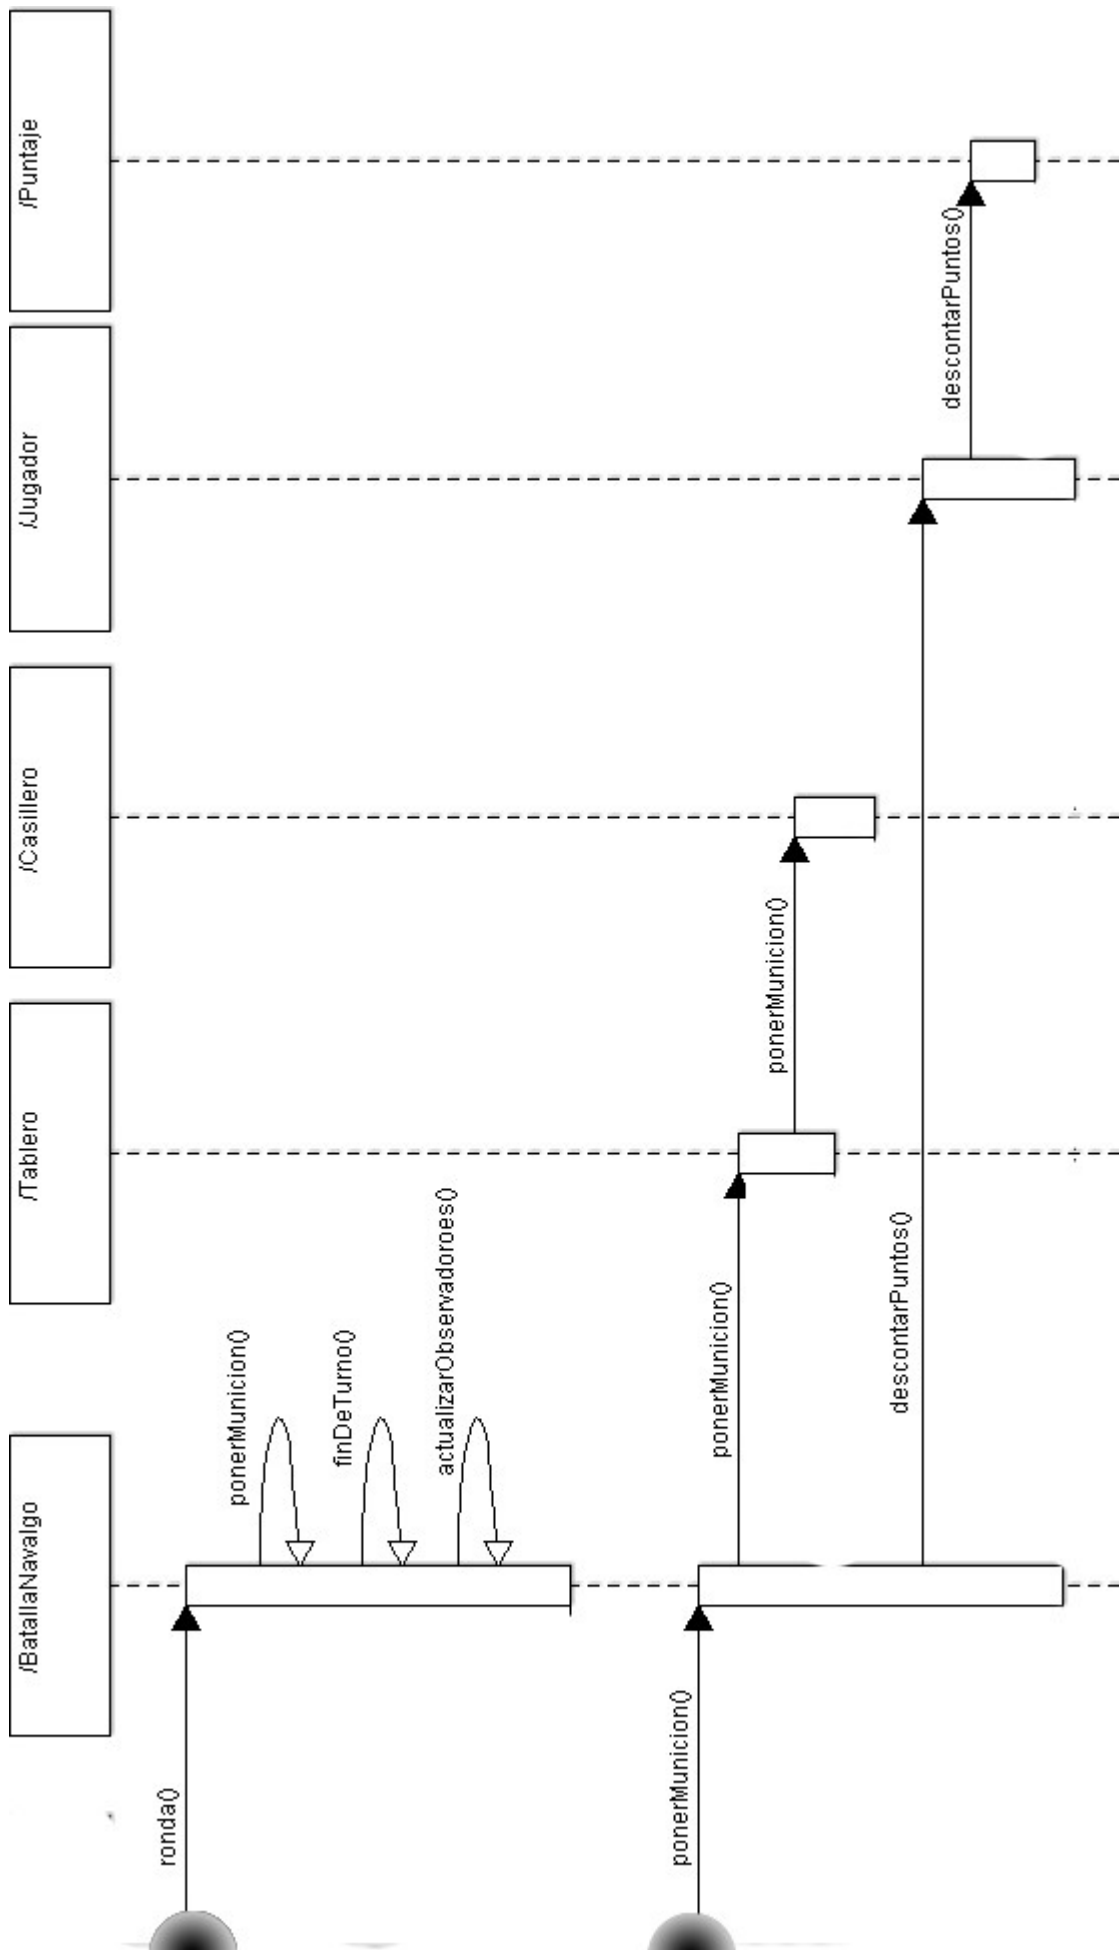 /BatallaNavalgo
/Tablero
/Casillero
/Jugador
/Puntaje
ronda()
ponerMunicion()
finDeTurno()
actualizarObservadoroes()
ponerMunicion()
ponerMunicion()
ponerMunicion()
descontarPuntos()
descontarPuntos()